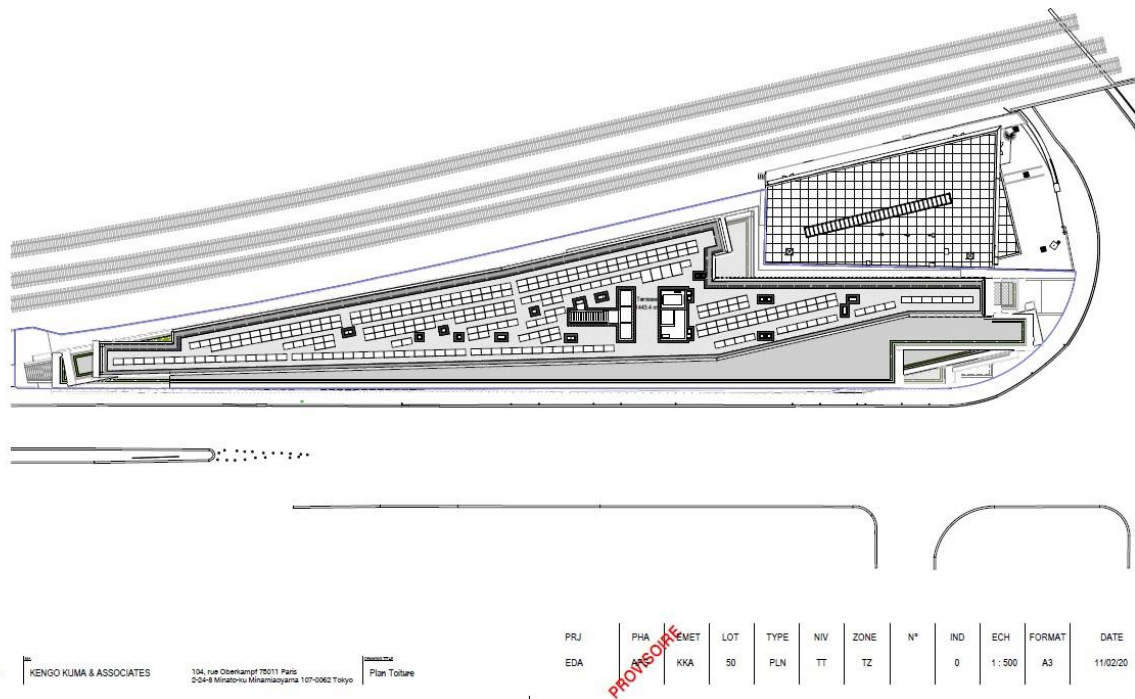 Terrasse
PRJ PHA EMET LOT TYPE NIV ZONE N° IND ECH FORMAT DATE
EDA KKA 50 PLN TT TZ 0 1 : 500 A3 11/02/20
PROVISOIRE
KENGO KUMA & ASSOCIATES
104, rue Oberkampf 75011 Paris
2-24-8 Minato-ku Minamiaoyama 107-0062 Tokyo
Plan Toiture